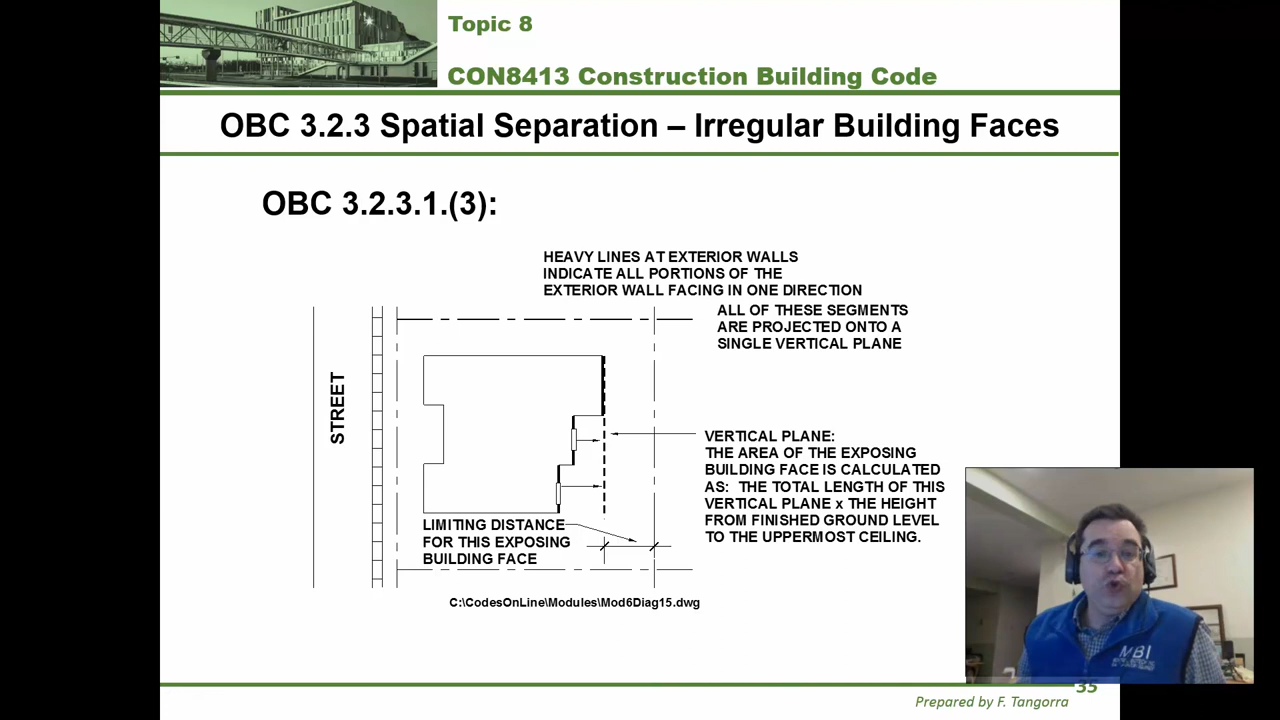 Topic 8
CON8413 Construction Building Code
OBC 3.2.3 Spatial Separation – Irregular Building Faces
OBC 3.2.3.1.(3):
HEAVY LINES AT EXTERIOR WALLS
INDICATE ALL PORTIONS OF THE
EXTERIOR WALL FACING IN ONE DIRECTION
ALL OF THESE SEGMENTS
ARE PROJECTED ONTO A
SINGLE VERTICAL PLANE
STREET
VERTICAL PLANE:
THE AREA OF THE EXPOSING
BUILDING FACE IS CALCULATED
AS: THE TOTAL LENGTH OF THIS
VERTICAL PLANE x THE HEIGHT
FROM FINISHED GROUND LEVEL
TO THE UPPERMOST CEILING.
LIMITING DISTANCE
FOR THIS EXPOSING
BUILDING FACE
C:\CodesOnLine\Modules\Mod6Diag15.dwg
MBI
35
Prepared by F. Tangorra